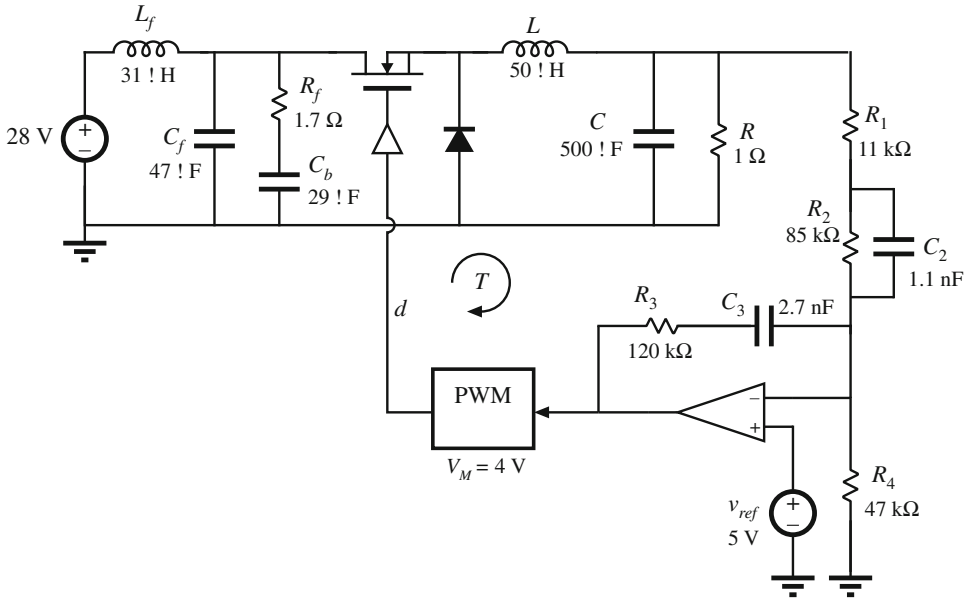 L_f
31 ! H
28 V
C_f
47 ! F
R_f
1.7 Ω
C_b
29 ! F
L
50 ! H
C
500 ! F
R
1 Ω
R_1
11 kΩ
R_2
85 kΩ
C_2
1.1 nF
T
d
R_3
120 kΩ
C_3
2.7 nF
PWM
V_M = 4 V
v_ref
5 V
R_4
47 kΩ
+
–
–
+
+
–